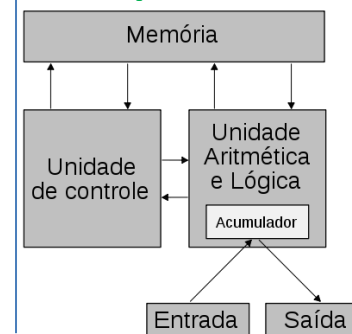 Memória
Unidade
de controle
Unidade
Aritmética
e Lógica
Acumulador
Entrada
Saída